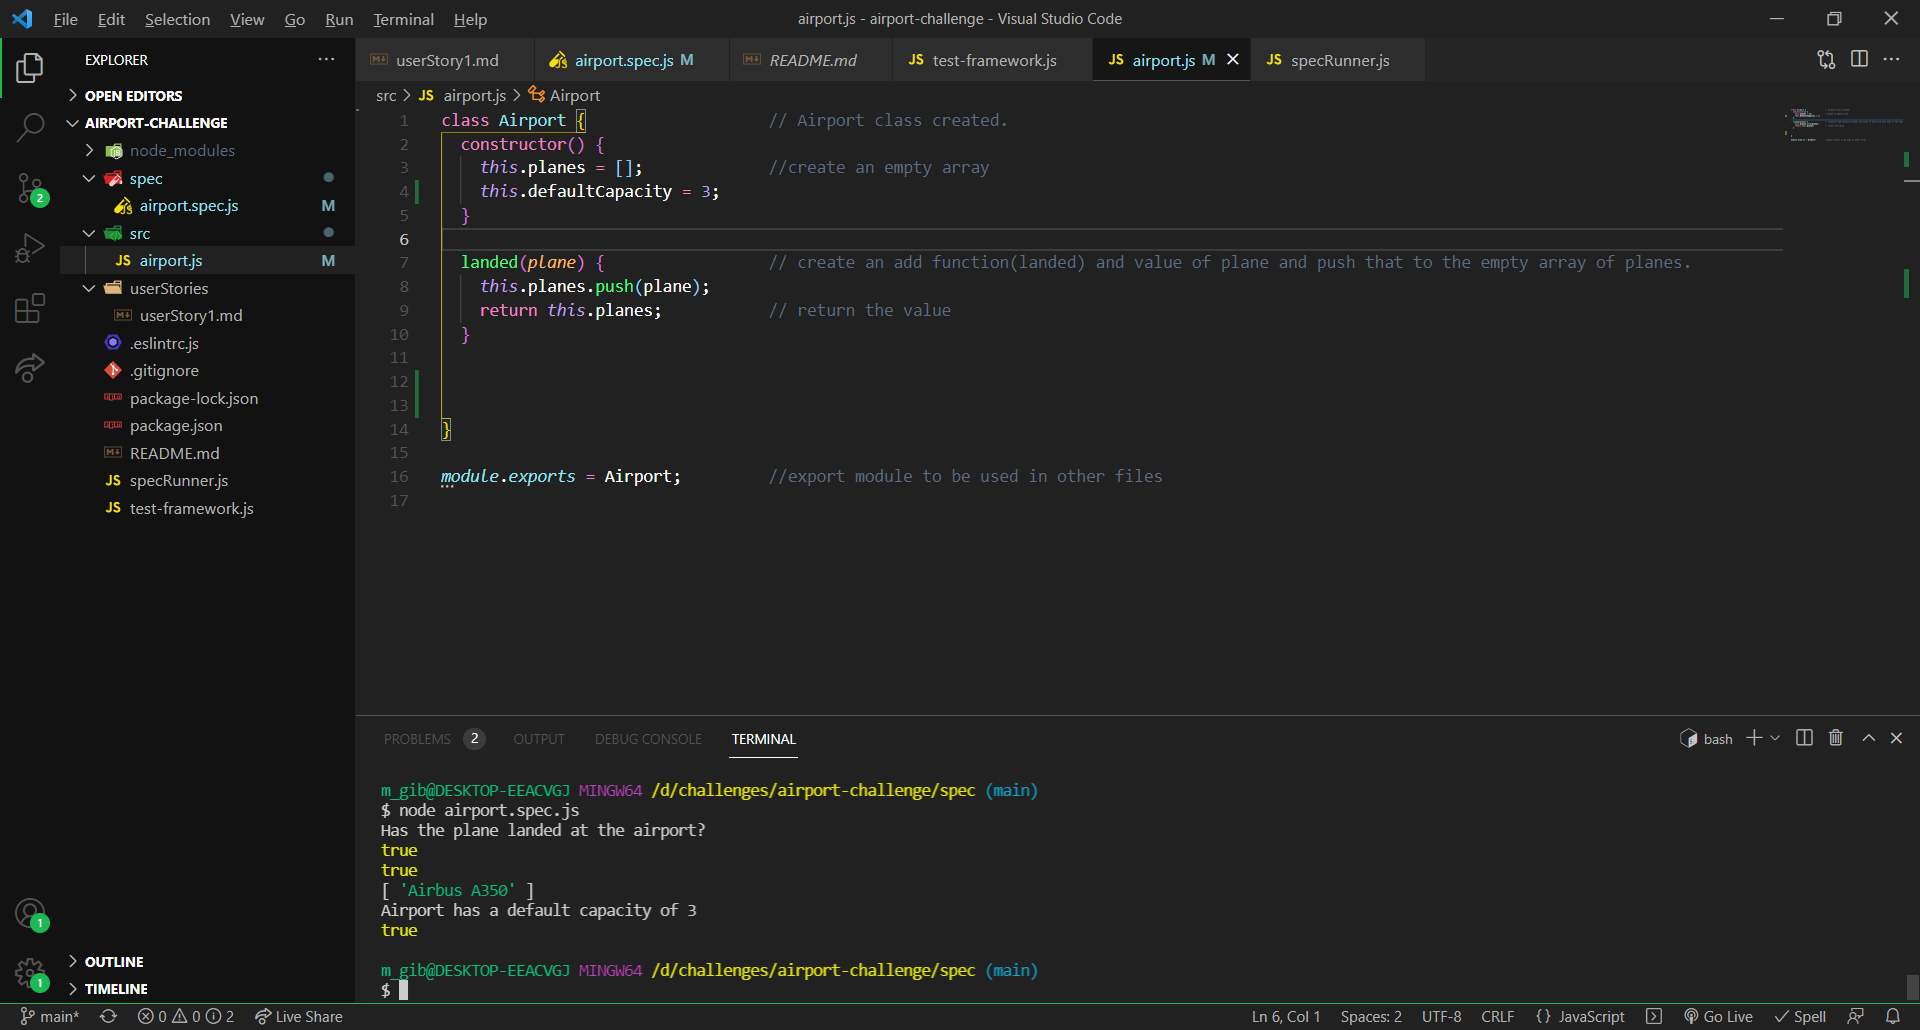 File Edit Selection View Go Run Terminal Help airport.js - airport-challenge - Visual Studio Code
EXPLORER
OPEN EDITORS
AIRPORT-CHALLENGE
node_modules
spec
airport.spec.js M
src
JS airport.js M
userStories
userStory1.md
.eslintrc.js
.gitignore
package-lock.json
package.json
README.md
JS specRunner.js
JS test-framework.js
OUTLINE
TIMELINE
2
1
1
userStory1.md airport.spec.js M README.md JS test-framework.js JS airport.js M JS specRunner.js
src > JS airport.js > Airport
1 class Airport { // Airport class created.
2 constructor() {
3 this.planes = []; //create an empty array
4 this.defaultCapacity = 3;
5 }
6
7 landed(plane) { // create an add function(landed) and value of plane and push that to the empty array of planes.
8 this.planes.push(plane);
9 return this.planes; // return the value
10 }
11
12
13
14 }
15
16 module.exports = Airport; //export module to be used in other files
17
PROBLEMS 2 OUTPUT DEBUG CONSOLE TERMINAL bash
m_gib@DESKTOP-EEACVGJ MINGW64 /d/challenges/airport-challenge/spec (main)
$ node airport.spec.js
Has the plane landed at the airport?
true
true
[ 'Airbus A350' ]
Airport has a default capacity of 3
true
m_gib@DESKTOP-EEACVGJ MINGW64 /d/challenges/airport-challenge/spec (main)
$
main* 0 0 2 Live Share Ln 6, Col 1 Spaces: 2 UTF-8 CRLF {} JavaScript Go Live Spell